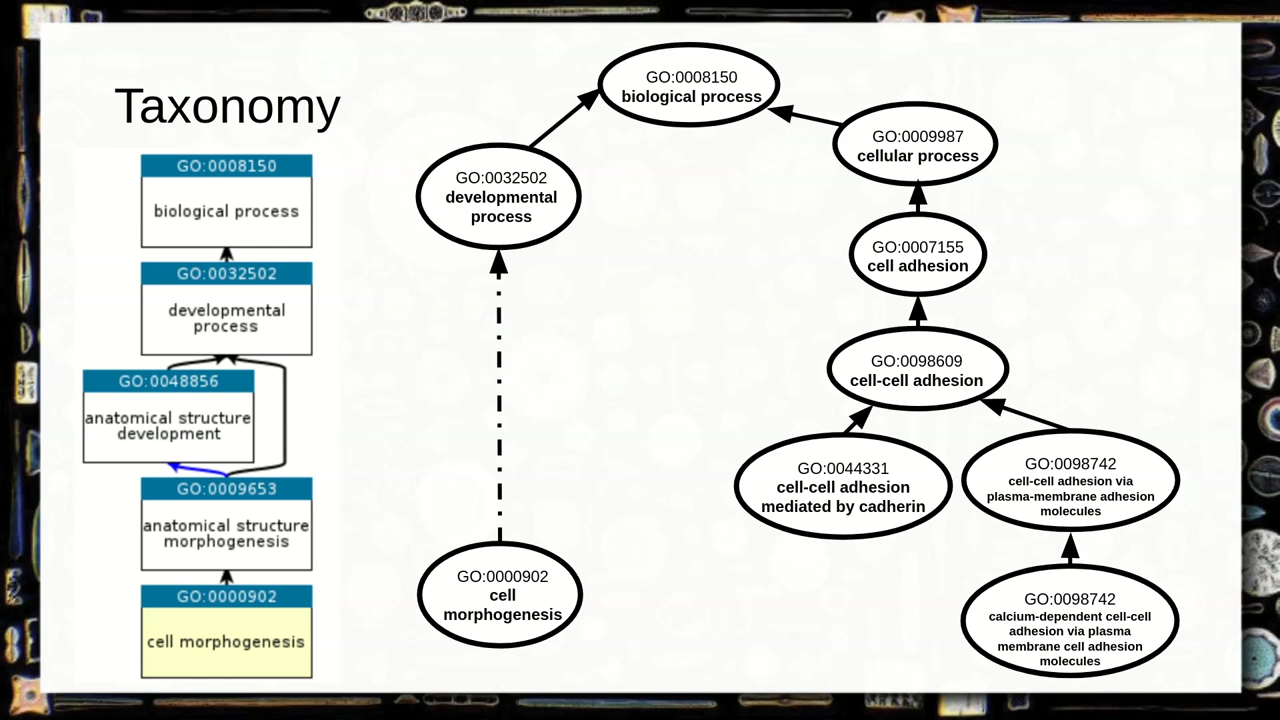 Taxonomy
GO:0008150
biological process
GO:0032502
developmental
process
GO:0048856
anatomical structure
development
GO:0009653
anatomical structure
morphogenesis
GO:0000902
cell morphogenesis
GO:0008150
biological process
GO:0032502
developmental
process
GO:0000902
cell
morphogenesis
GO:0009987
cellular process
GO:0007155
cell adhesion
GO:0098609
cell-cell adhesion
GO:0044331
cell-cell adhesion
mediated by cadherin
GO:0098742
cell-cell adhesion via
plasma-membrane adhesion
molecules
GO:0098742
calcium-dependent cell-cell
adhesion via plasma
membrane cell adhesion
molecules